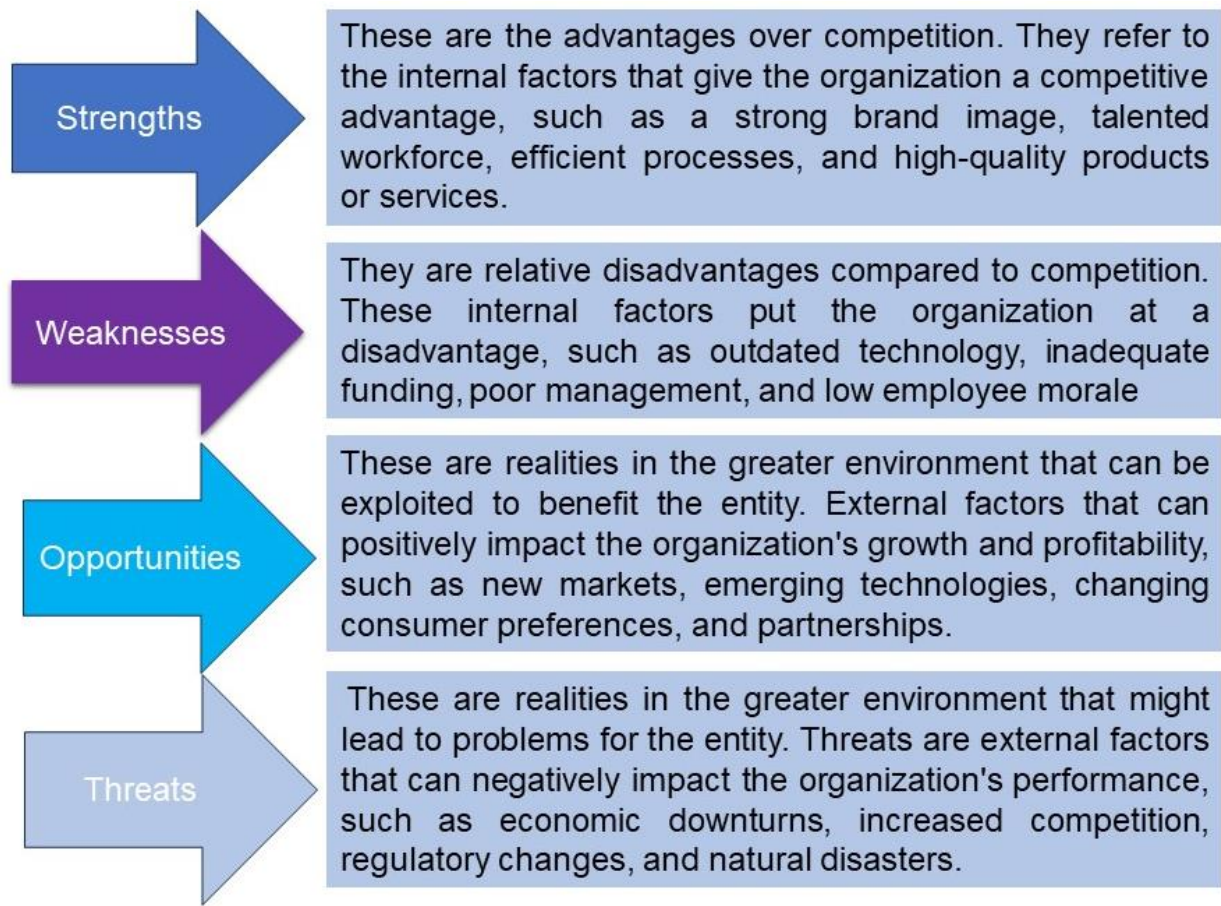 Strengths
These are the advantages over competition. They refer to
the internal factors that give the organization a competitive
advantage, such as a strong brand image, talented
workforce, efficient processes, and high-quality products
or services.
Weaknesses
They are relative disadvantages compared to competition.
These internal factors put the organization at a
disadvantage, such as outdated technology, inadequate
funding, poor management, and low employee morale
Opportunities
These are realities in the greater environment that can be
exploited to benefit the entity. External factors that can
positively impact the organization's growth and profitability,
such as new markets, emerging technologies, changing
consumer preferences, and partnerships.
Threats
These are realities in the greater environment that might
lead to problems for the entity. Threats are external factors
that can negatively impact the organization's performance,
such as economic downturns, increased competition,
regulatory changes, and natural disasters.